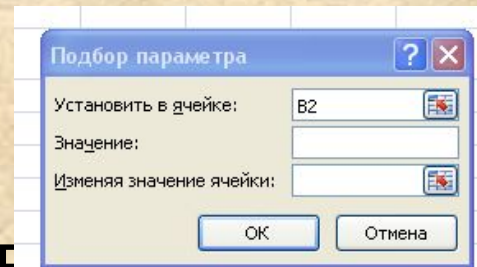 Подбор параметра
Установить в ячейке: B2
Значение:
Изменяя значение ячейки:
ОК Отмена